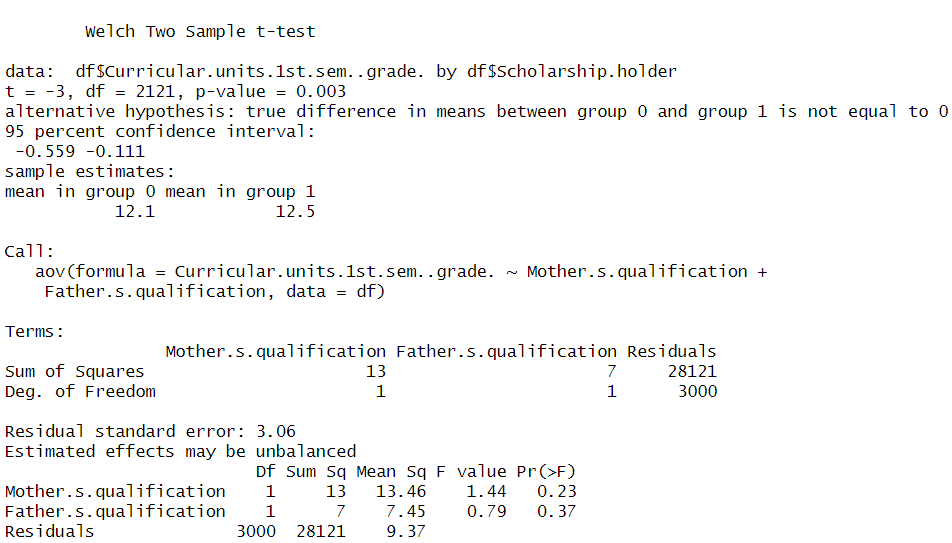 Welch Two Sample t-test
data:  df$Curricular.units.1st.sem..grade. by df$Scholarship.holder
t = -3, df = 2121, p-value = 0.003
alternative hypothesis: true difference in means between group 0 and group 1 is not equal to 0
95 percent confidence interval:
 -0.559 -0.111
sample estimates:
mean in group 0 mean in group 1
           12.1            12.5
Call:
   aov(formula = Curricular.units.1st.sem..grade. ~ Mother.s.qualification +
    Father.s.qualification, data = df)
Terms:
                Mother.s.qualification Father.s.qualification Residuals
Sum of Squares                      13                      7     28121
Deg. of Freedom                      1                      1      3000
Residual standard error: 3.06
Estimated effects may be unbalanced
                         Df Sum Sq Mean Sq F value Pr(>F)
Mother.s.qualification    1     13   13.46    1.44   0.23
Father.s.qualification    1      7    7.45    0.79   0.37
Residuals              3000  28121    9.37